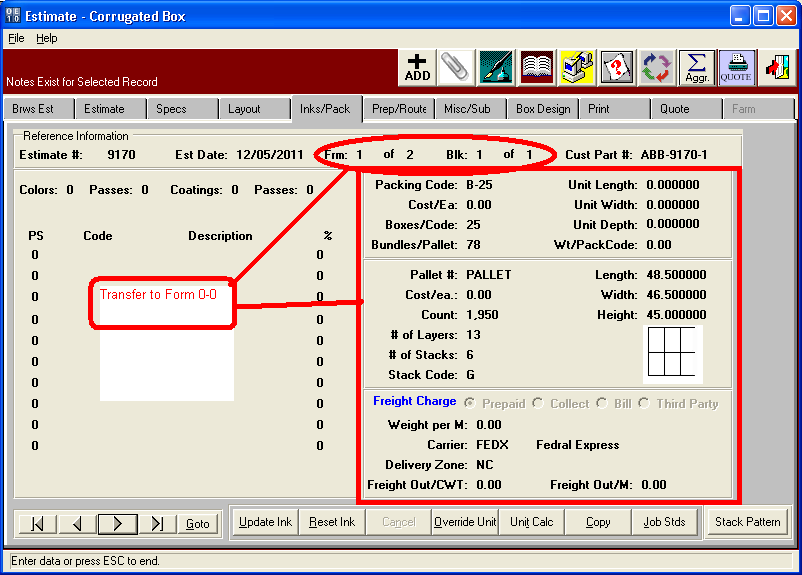 Estimate - Corrugated Box
File Help
Notes Exist for Selected Record
ADD
Σ Aggr.
QUOTE
Brws Est Estimate Specs Layout Inks/Pack Prep/Route Misc/Sub Box Design Print Quote Farm
Reference Information
Estimate #: 9170 Est Date: 12/05/2011 Frm: 1 of 2 Blk: 1 of 1 Cust Part #: ABB-9170-1
Colors: 0 Passes: 0 Coatings: 0 Passes: 0
PS Code Description %
0 0
0 0
0 0
0 0
0 0
0 0
0 0
0 0
0 0
0 0
Transfer to Form 0-0
Packing Code: B-25 Unit Length: 0.000000
Cost/Ea: 0.00 Unit Width: 0.000000
Boxes/Code: 25 Unit Depth: 0.000000
Bundles/Pallet: 78 Wt/PackCode: 0.00
Pallet #: PALLET Length: 48.500000
Cost/ea.: 0.00 Width: 46.500000
Count: 1,950 Height: 45.000000
# of Layers: 13
# of Stacks: 6
Stack Code: G
Freight Charge Prepaid Collect Bill Third Party
Weight per M: 0.00
Carrier: FEDX Fedral Express
Delivery Zone: NC
Freight Out/CWT: 0.00 Freight Out/M: 0.00
Goto Update Ink Reset Ink Cancel Override Unit Unit Calc Copy Job Stds Stack Pattern
Enter data or press ESC to end.